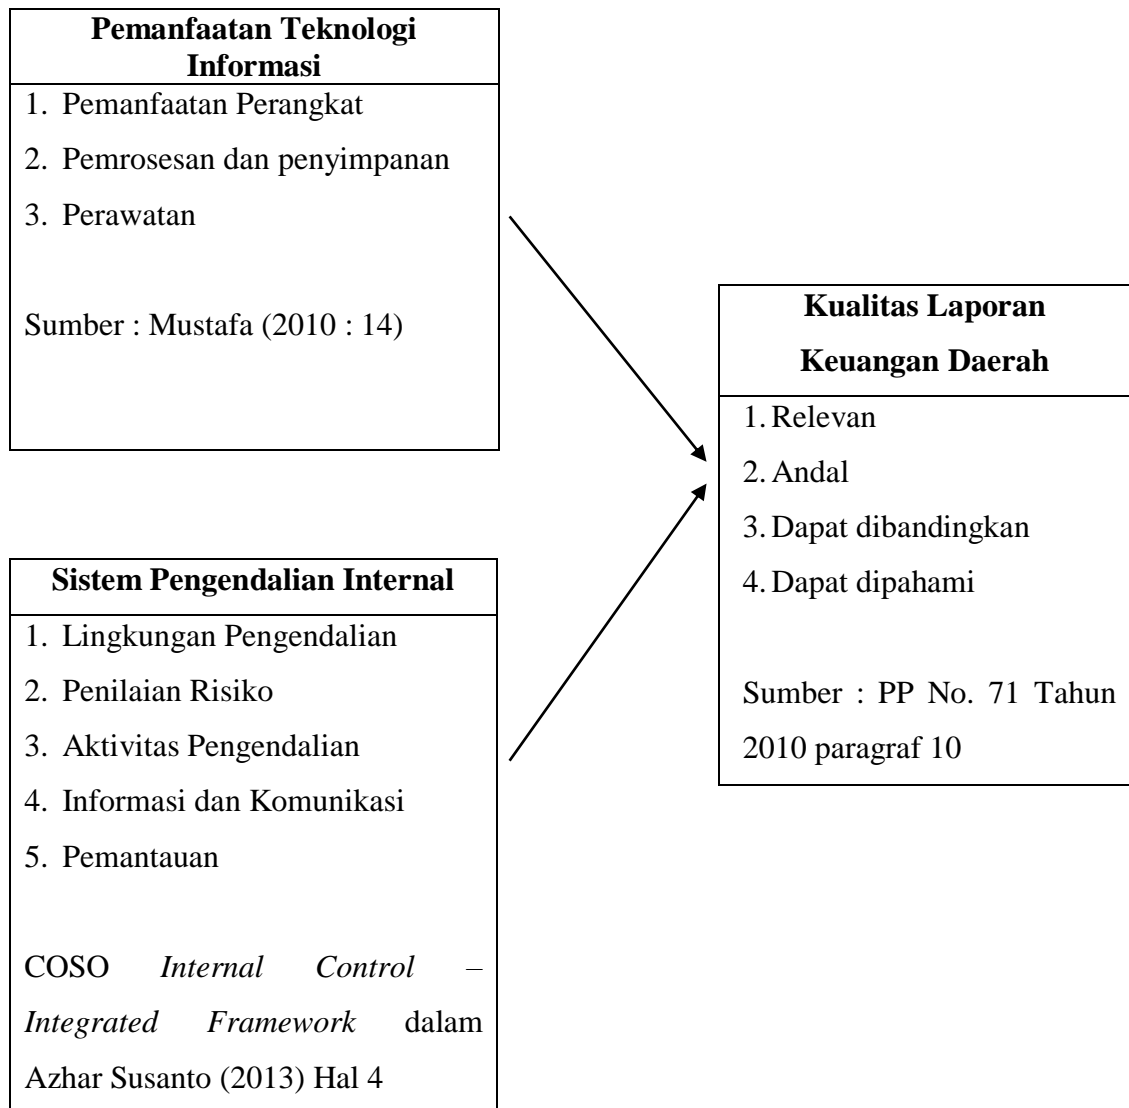 Pemanfaatan Teknologi
Informasi
1. Pemanfaatan Perangkat
2. Pemrosesan dan penyimpanan
3. Perawatan
Sumber : Mustafa (2010 : 14)
Kualitas Laporan
Keuangan Daerah
1. Relevan
2. Andal
3. Dapat dibandingkan
4. Dapat dipahami
Sumber : PP No. 71 Tahun
2010 paragraf 10
Sistem Pengendalian Internal
1. Lingkungan Pengendalian
2. Penilaian Risiko
3. Aktivitas Pengendalian
4. Informasi dan Komunikasi
5. Pemantauan
COSO Internal Control –
Integrated Framework dalam
Azhar Susanto (2013) Hal 4